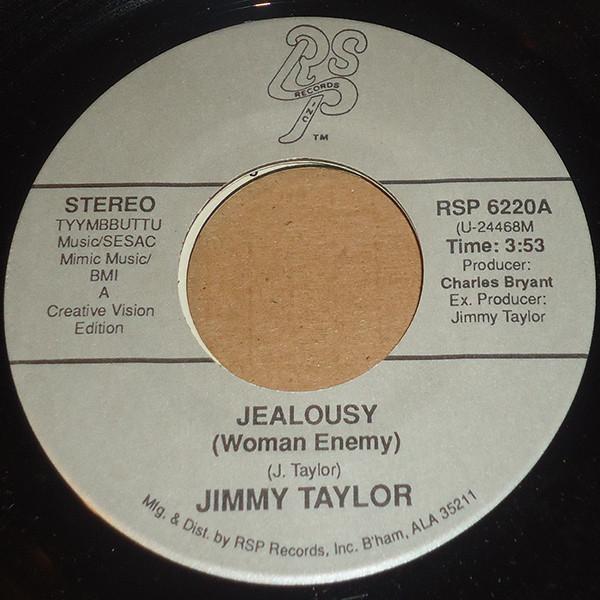 RSP
RECORDS
INC
TM
STEREO
TYYMBBUTTU
Music/SESAC
Mimic Music/
BMI
A
Creative Vision
Edition
RSP 6220A
(U-24468M
Time: 3:53
Producer:
Charles Bryant
Ex. Producer:
Jimmy Taylor
JEALOUSY
(Woman Enemy)
(J. Taylor)
JIMMY TAYLOR
Mfg. & Dist. by RSP Records, Inc. B'ham, ALA 35211